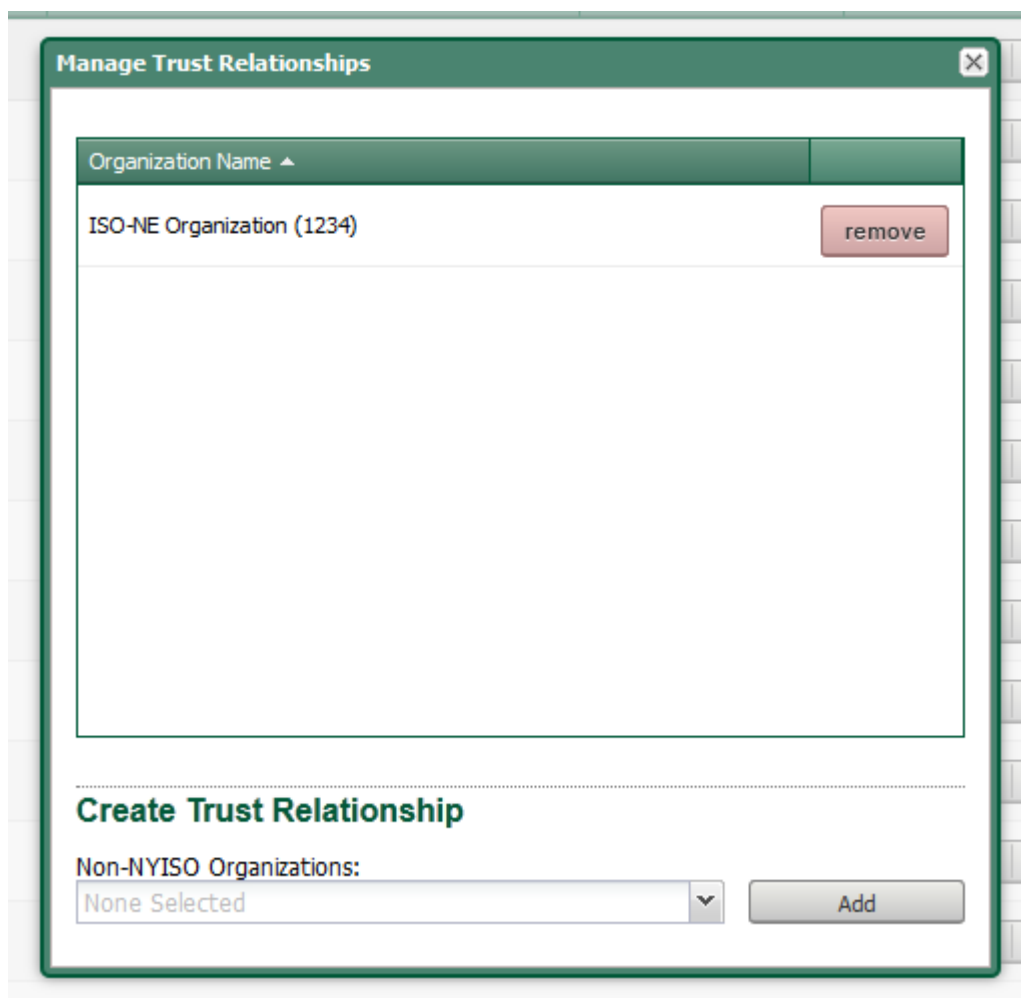 Manage Trust Relationships
Organization Name
ISO-NE Organization (1234)
remove
Create Trust Relationship
Non-NYISO Organizations:
None Selected
Add